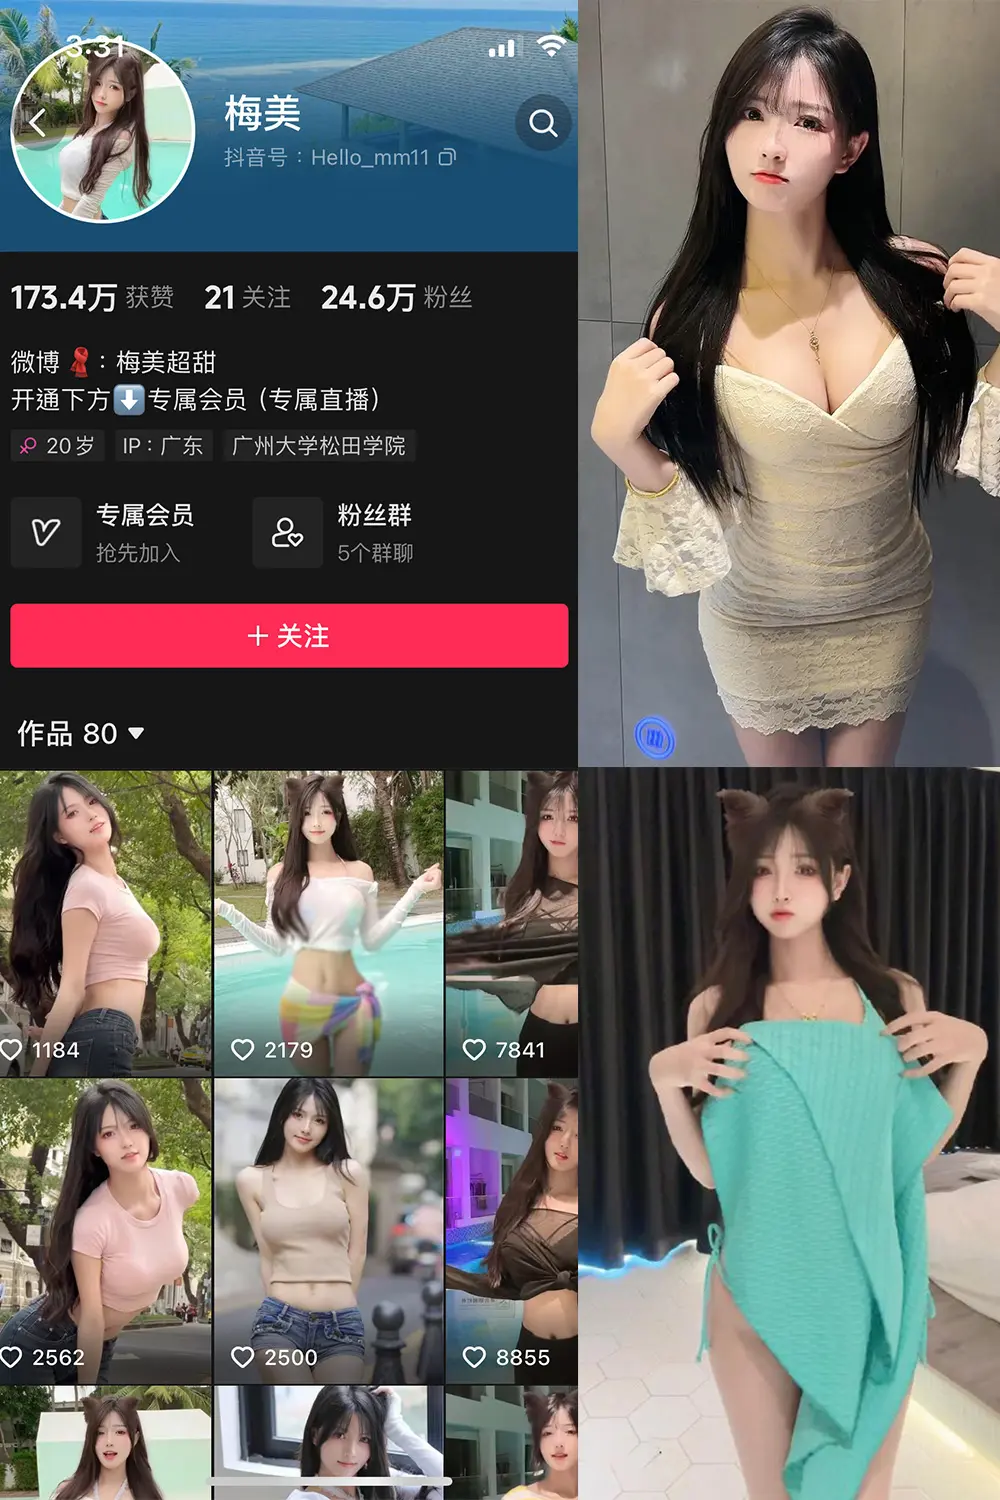 3:31
梅美
抖音号：Hello_mm11
173.4万 获赞 21 关注 24.6万 粉丝
微博🧣：梅美超甜
开通下方⬇️专属会员（专属直播）
20岁 IP：广东 广州大学松田学院
专属会员
抢先加入
粉丝群
5个群聊
＋关注
作品 80
1184 2179 7841
2562 2500 8855